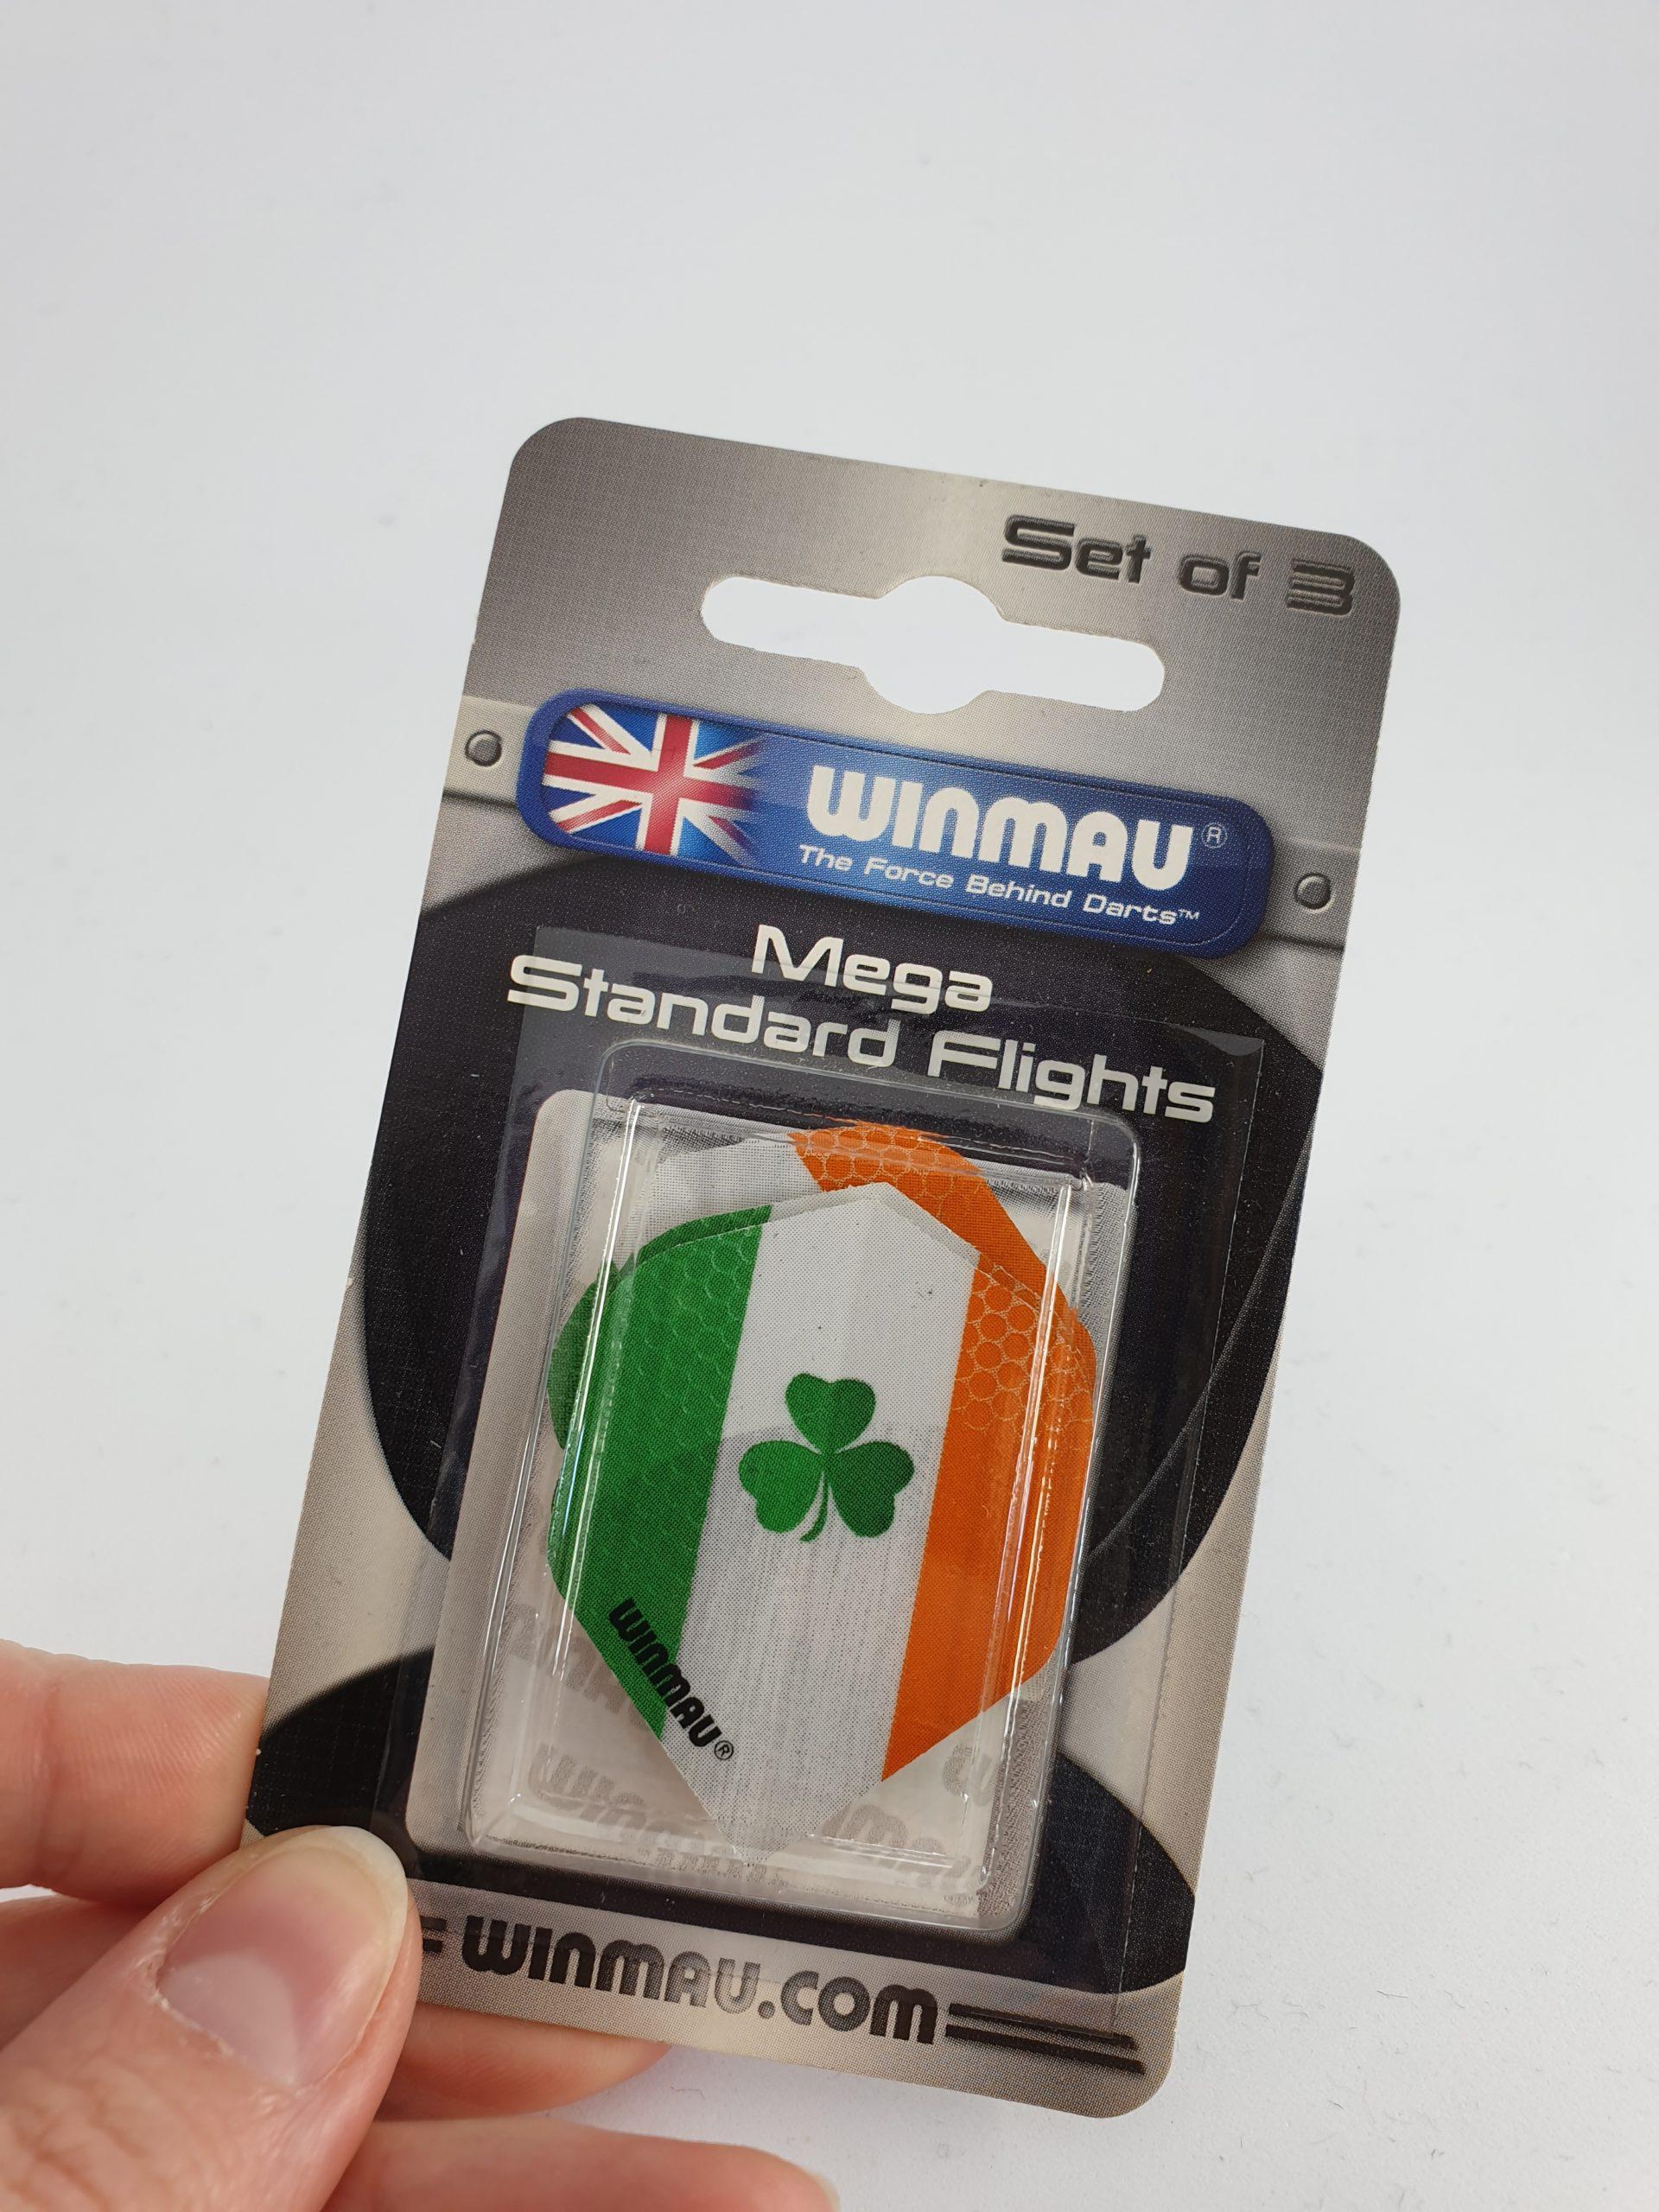 Set of 3
WINMAU®
The Force Behind Darts™
Mega
Standard Flights
WINMAU®
WINMAU.COM